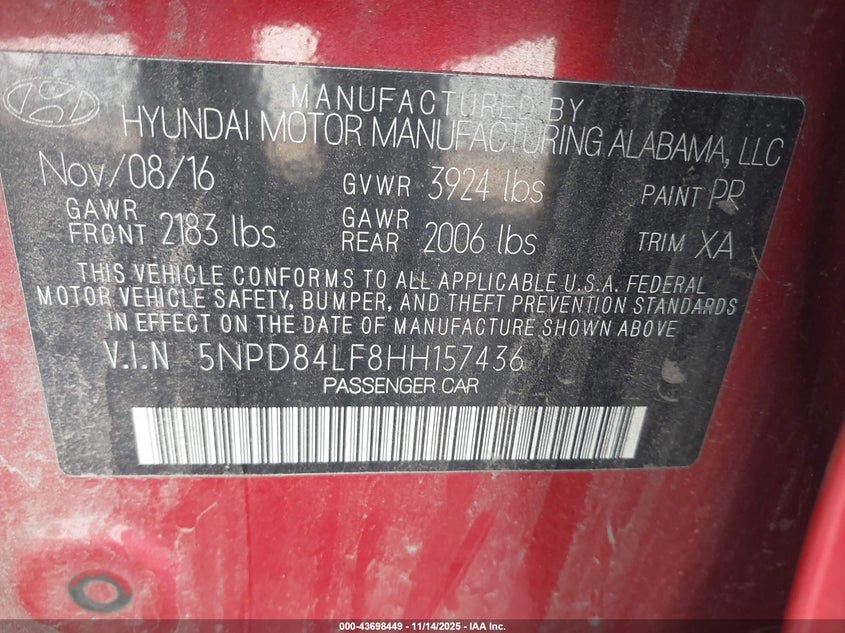 MANUFACTURED BY
HYUNDAI MOTOR MANUFACTURING ALABAMA, LLC
Nov/08/16 GVWR 3924 lbs PAINT PR
GAWR FRONT 2183 lbs GAWR REAR 2006 lbs TRIM XA
THIS VEHICLE CONFORMS TO ALL APPLICABLE U.S.A. FEDERAL
MOTOR VEHICLE SAFETY, BUMPER, AND THEFT PREVENTION STANDARDS
IN EFFECT ON THE DATE OF MANUFACTURE SHOWN ABOVE
V.I.N 5NPD84LF8HH157436
PASSENGER CAR
000-43698449 - 11/14/2025 - IAA Inc.